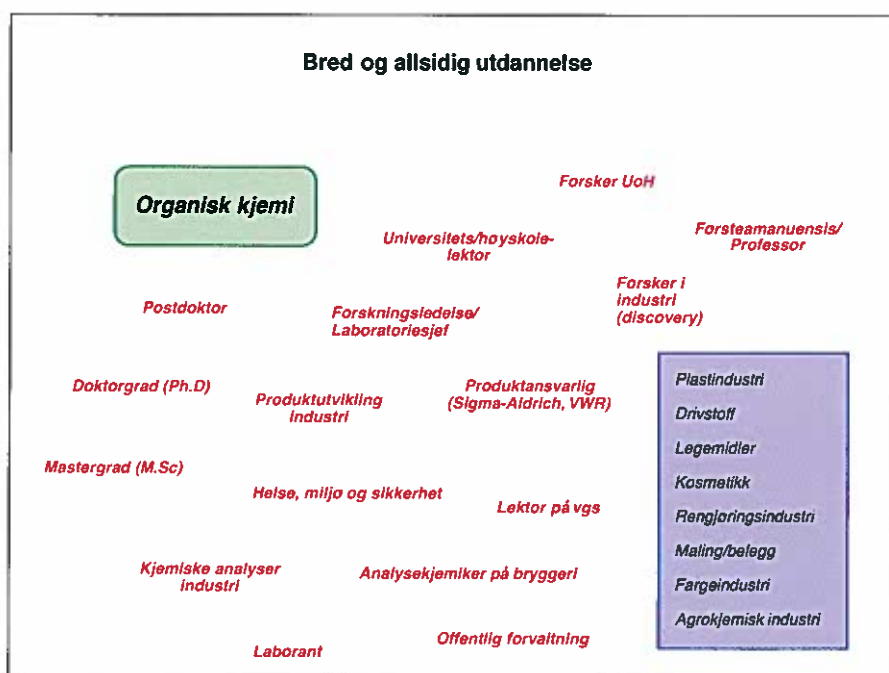 Bred og allsidig utdannelse
Organisk kjemi
Forsker UoH
Universitets/høyskole-
lektor
Førsteamanuensis/
Professor
Postdoktor
Forskningsledelse/
Laboratoriesjef
Forsker i
industri
(discovery)
Doktorgrad (Ph.D)
Produktutvikling
industri
Produktansvarlig
(Sigma-Aldrich, VWR)
Mastergrad (M.Sc)
Helse, miljø og sikkerhet
Lektor på vgs
Kjemiske analyser
industri
Analysekjemiker på bryggeri
Laborant
Offentlig forvaltning
Plastindustri
Drivstoff
Legemidler
Kosmetikk
Rengjøringsindustri
Maling/belegg
Fargeindustri
Agrokjemisk industri